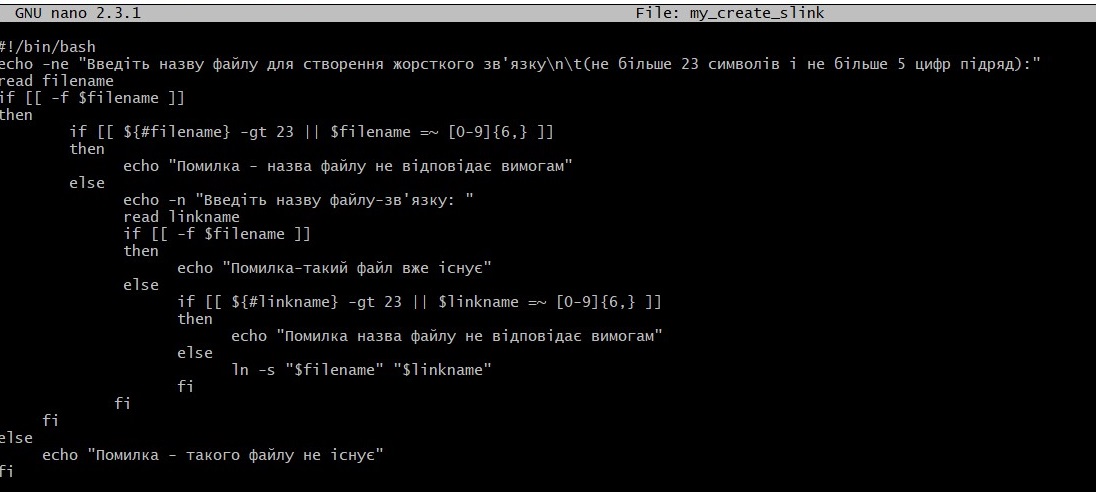 GNU nano 2.3.1 File: my_create_slink
#!/bin/bash
echo -ne "Введіть назву файлу для створення жорсткого зв'язку\n\t(не більше 23 символів і не більше 5 цифр підряд):"
read filename
if [[ -f $filename ]]
then
if [[ ${#filename} -gt 23 || $filename =~ [0-9]{6,} ]]
then
echo "Помилка - назва файлу не відповідає вимогам"
else
echo -n "Введіть назву файлу-зв'язку: "
read linkname
if [[ -f $filename ]]
then
echo "Помилка-такий файл вже існує"
else
if [[ ${#linkname} -gt 23 || $linkname =~ [0-9]{6,} ]]
then
echo "Помилка назва файлу не відповідає вимогам"
else
ln -s "$filename" "$linkname"
fi
fi
fi
else
echo "Помилка - такого файлу не існує"
fi